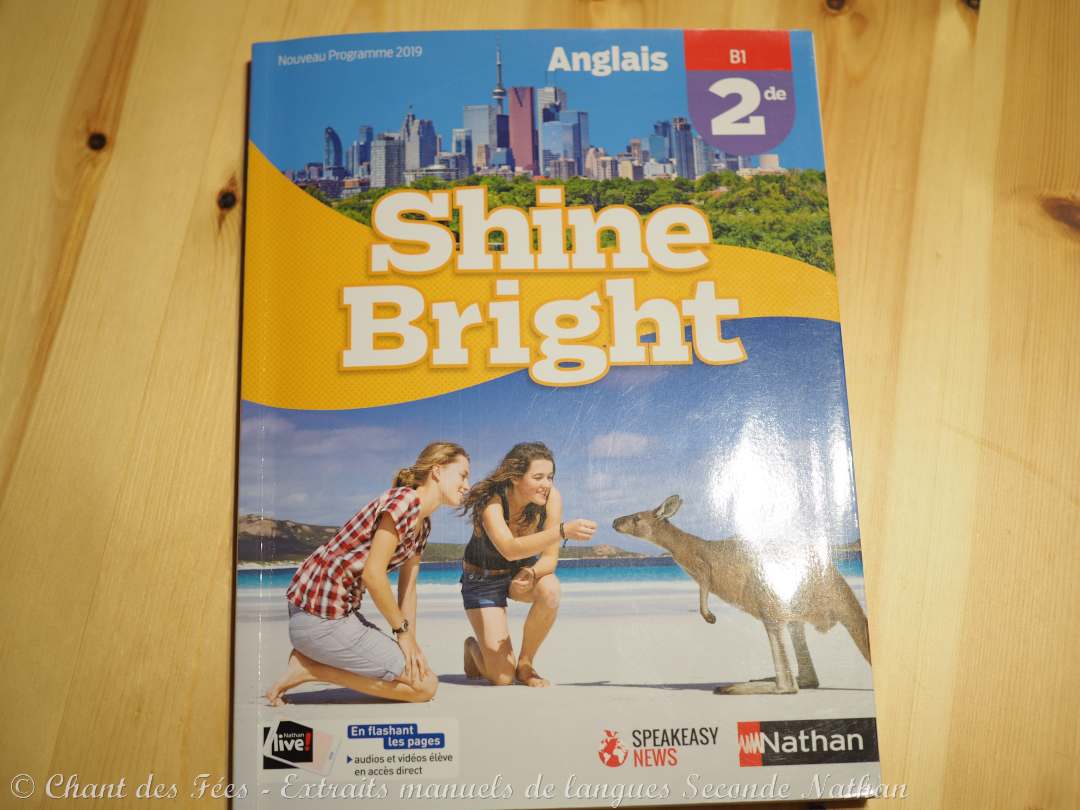 Nouveau Programme 2019
Anglais
B1
2de
Shine
Bright
Nathan
live!
En flashant
les pages
audios et vidéos élève
en accès direct
SPEAKEASY
NEWS
Nathan
© Chant des Fées - Extraits manuels de langues Seconde Nathan